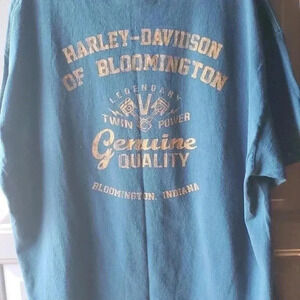 HARLEY-DAVIDSON
OF BLOOMINGTON
LEGENDARY
TWIN POWER
Genuine
QUALITY
BLOOMINGTON, INDIANA